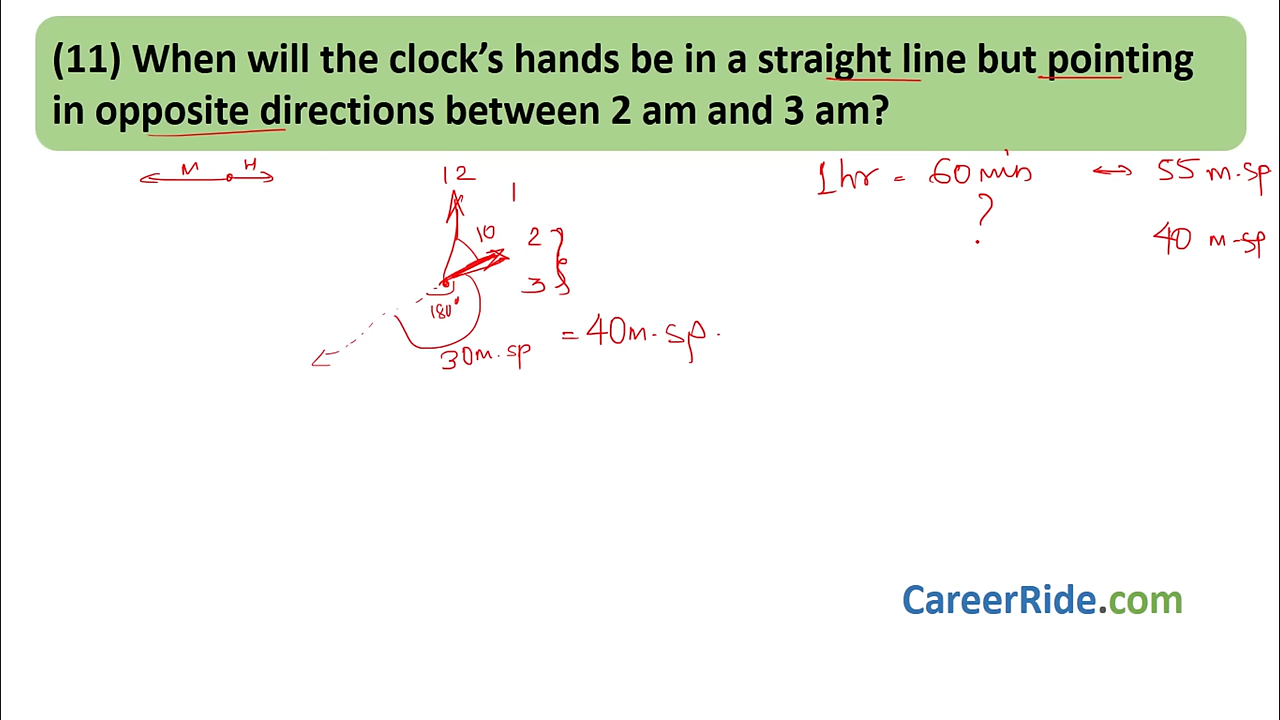 (11) When will the clock's hands be in a straight line but pointing
in opposite directions between 2 am and 3 am?
M H
1hr = 60 min ↔ 55 m.sp
? 40 m-sp
12
1
10 2
3
180°
30m.sp = 40m.sp.
CareerRide.com